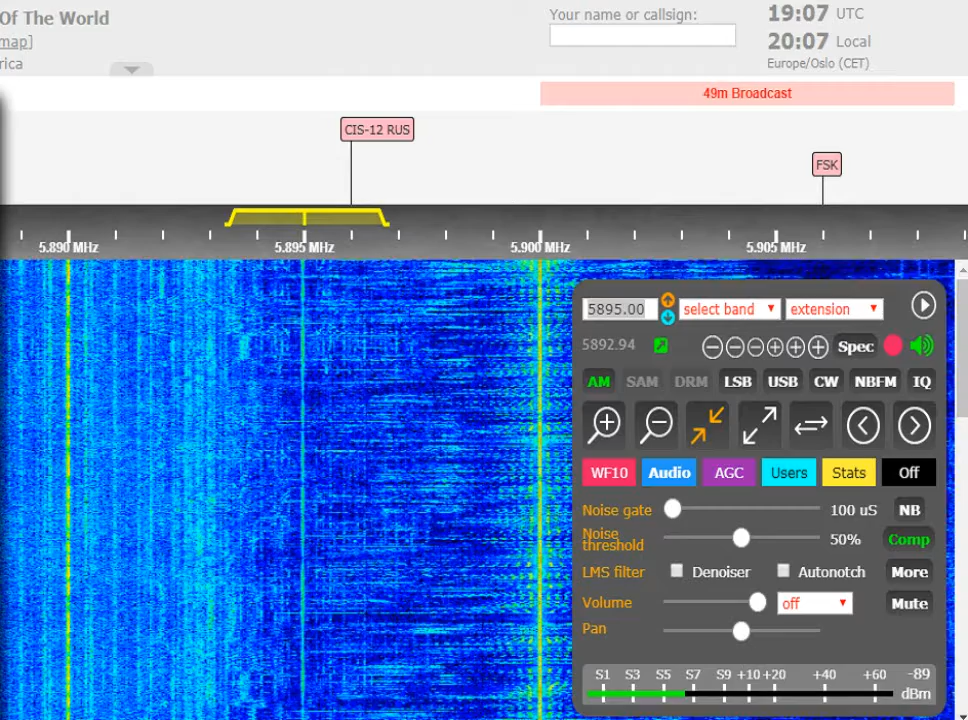 Of The World
map]
rica
Your name or callsign:
19:07 UTC
20:07 Local
Europe/Oslo (CET)
49m Broadcast
CIS-12 RUS
FSK
5.890 MHz 5.895 MHz 5.900 MHz 5.905 MHz
5895.00 select band extension
5892.94 Spec
AM SAM DRM LSB USB CW NBFM IQ
WF10 Audio AGC Users Stats Off
Noise gate 100 uS NB
Noise
threshold 50% Comp
LMS filter Denoiser Autonotch More
Volume off Mute
Pan
S1 S3 S5 S7 S9 +10 +20 +40 +60 -89
dBm